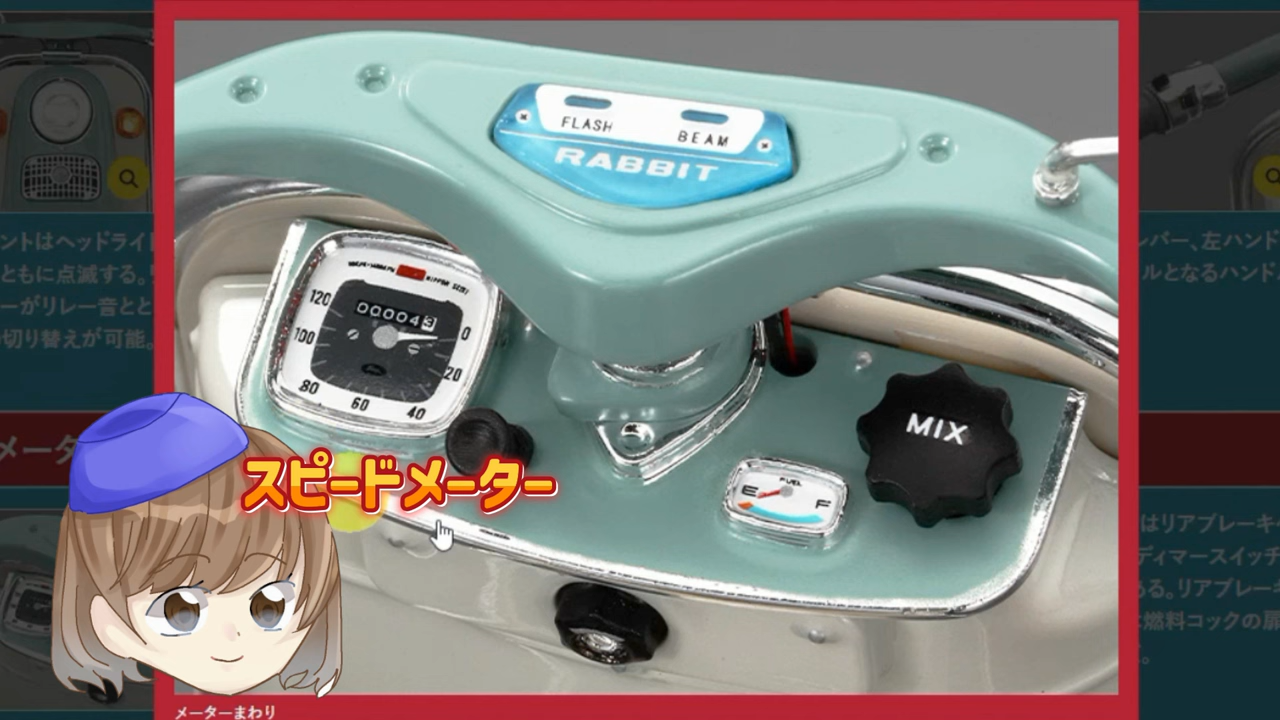 FLASH
BEAM
RABBIT
120
100
80
60
40
20
0
000043
MIX
FUEL
E
F
スピードメーター
メーターまわり
ントはヘッドライト
ともに点滅する。
ーがリレー音とと
切り替えが可能。
メータ
レバー、左ハンド
ルとなるハンド
はリアブレーキ
ディマースイッチ
ある。リアブレーキ
燃料コックの扉